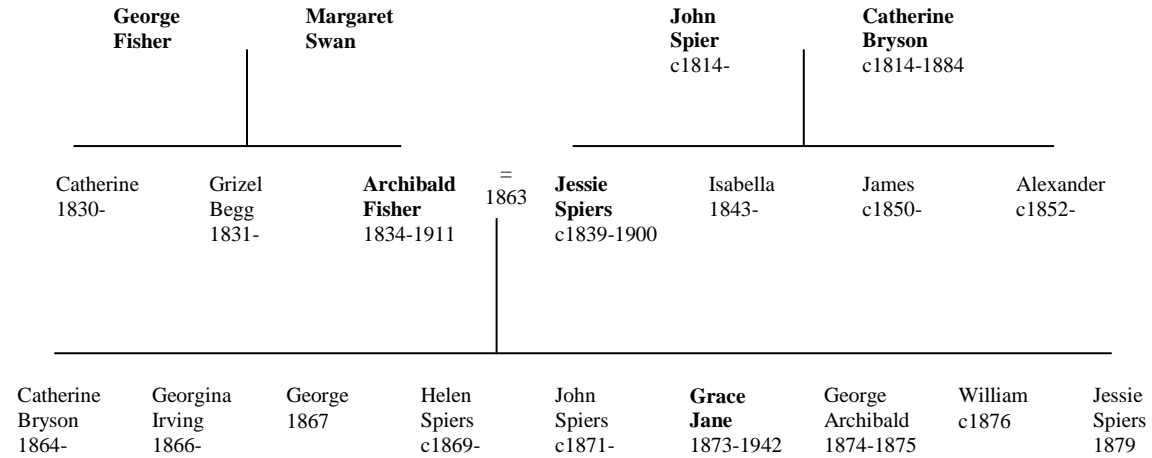 George
Fisher
Margaret
Swan
John
Spier
c1814-
Catherine
Bryson
c1814-1884
Catherine
1830-
Grizel
Begg
1831-
Archibald
Fisher
1834-1911
=
1863
Jessie
Spiers
c1839-1900
Isabella
1843-
James
c1850-
Alexander
c1852-
Catherine
Bryson
1864-
Georgina
Irving
1866-
George
1867
Helen
Spiers
c1869-
John
Spiers
c1871-
Grace
Jane
1873-1942
George
Archibald
1874-1875
William
c1876
Jessie
Spiers
1879